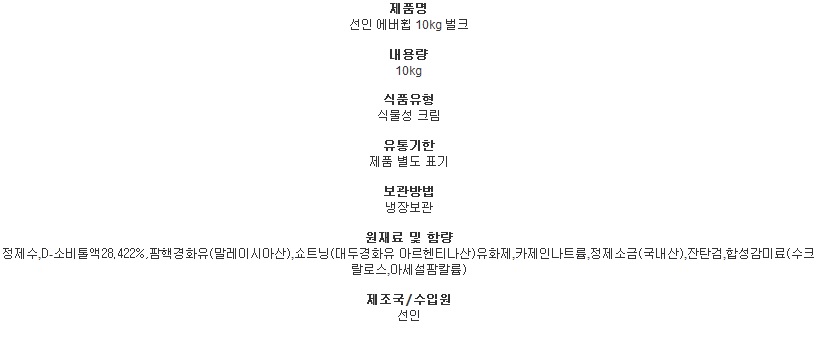 제품명
선인 에버휩 10kg 벌크
내용량
10kg
식품유형
식물성 크림
유통기한
제품 별도 표기
보관방법
냉장보관
원재료 및 함량
정제수,D-소비톨액28,422%.팜핵경화유(말레이시아산),쇼트닝(대두경화유 아르헨티나산)유화제,카제인나트륨,정제소금(국내산),잔탄검,합성감미료(수크
랄로스,아세설팜칼륨)
제조국/수입원
선인